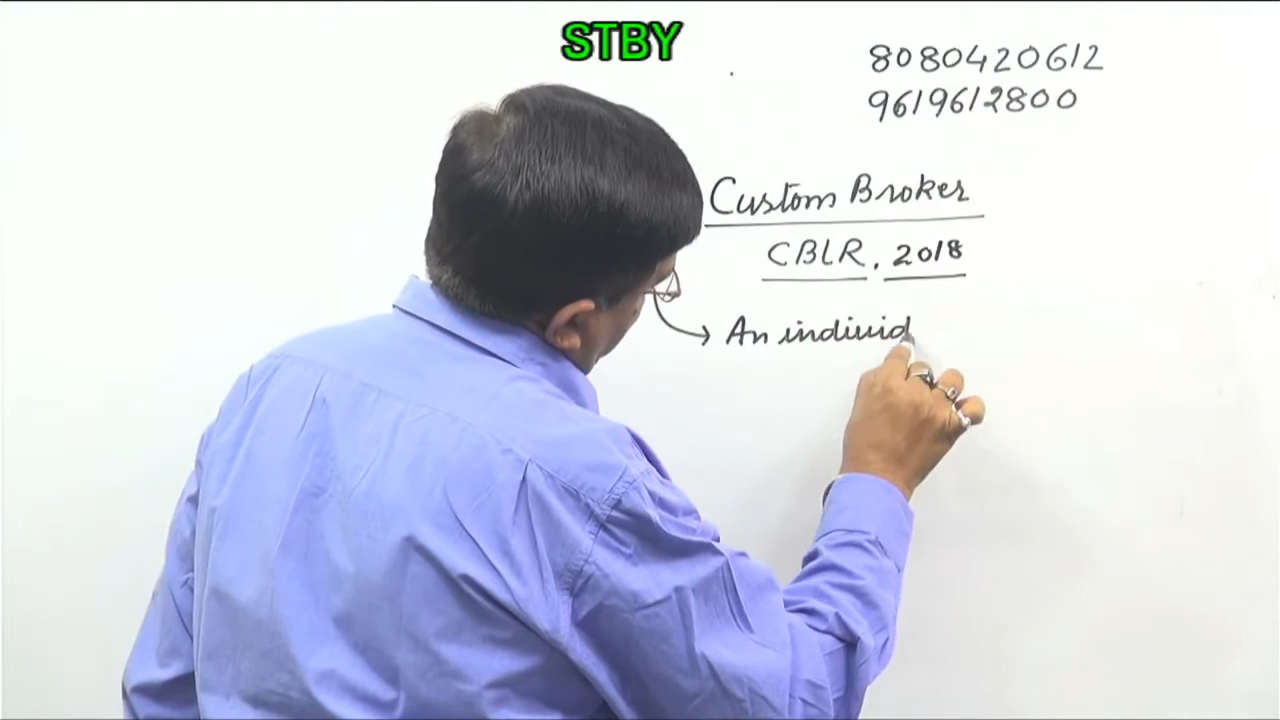 STBY
8080420612
9619612800
Custom Broker
CBLR, 2018
An individ